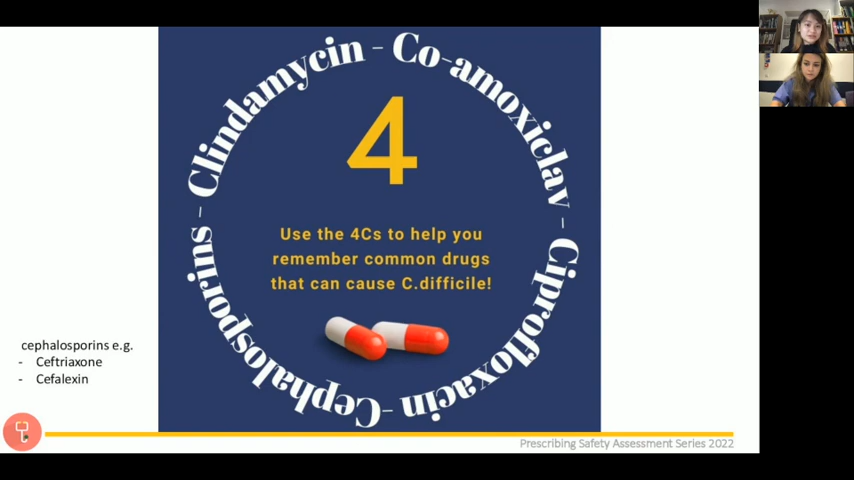 Clindamycin - Co-amoxiclav - Ciprofloxacin - Cephalosporins -
4
Use the 4Cs to help you
remember common drugs
that can cause C.difficile!
cephalosporins e.g.
- Ceftriaxone
- Cefalexin
Prescribing Safety Assessment Series 2022